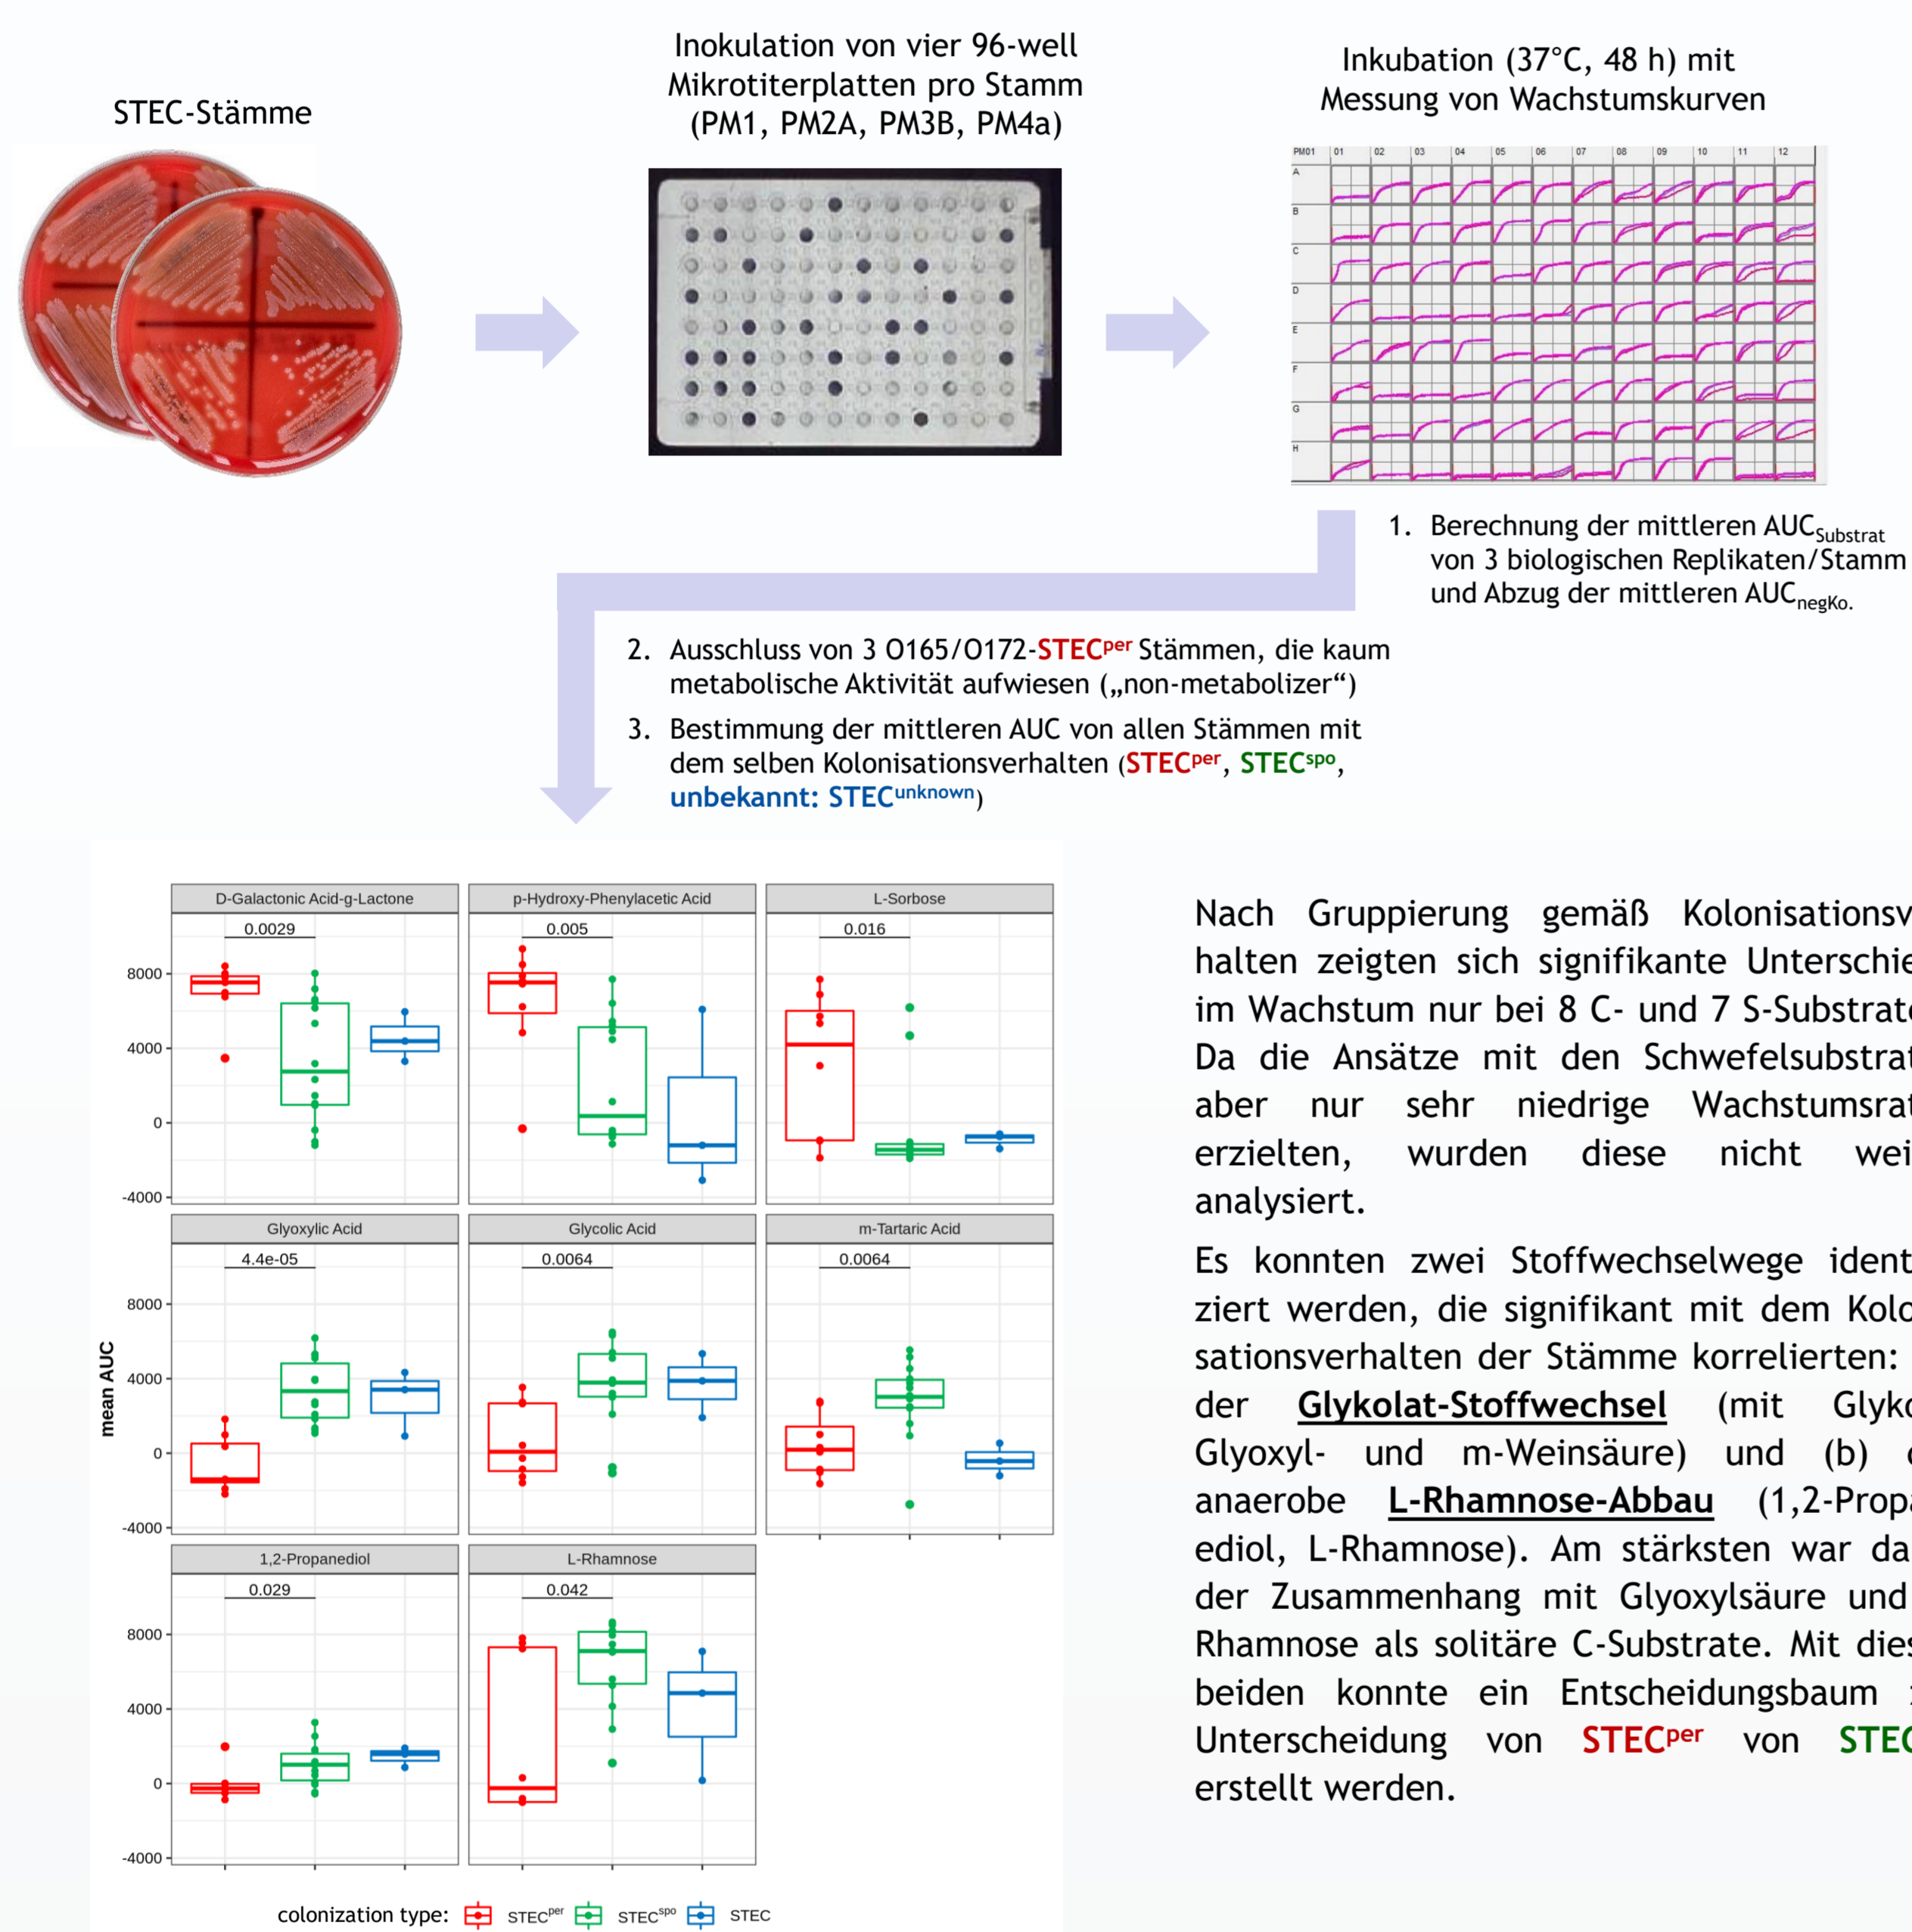 STEC-Stämme
Inokulation von vier 96-well
Mikrotiterplatten pro Stamm
(PM1, PM2A, PM3B, PM4a)
Inkubation (37°C, 48 h) mit
Messung von Wachstumskurven
PM01 01 02 03 04 05 06 07 08 09 10 11 12
A
B
C
D
E
F
G
H
1. Berechnung der mittleren AUCSubstrat
von 3 biologischen Replikaten/Stamm
und Abzug der mittleren AUCnegKo.
2. Ausschluss von 3 O165/O172-STECper Stämmen, die kaum
metabolische Aktivität aufwiesen („non-metabolizer“)
3. Bestimmung der mittleren AUC von allen Stämmen mit
dem selben Kolonisationsverhalten (STECper, STECspo,
unbekannt: STECunknown)
D-Galactonic Acid-g-Lactone p-Hydroxy-Phenylacetic Acid L-Sorbose
0.0029 0.005 0.016
8000
4000
0
-4000
Glyoxylic Acid Glycolic Acid m-Tartaric Acid
4.4e-05 0.0064 0.0064
8000
4000
0
-4000
mean AUC
1,2-Propanediol L-Rhamnose
0.029 0.042
8000
4000
0
-4000
colonization type: STECper STECspo STEC
Nach Gruppierung gemäß Kolonisationsv
halten zeigten sich signifikante Unterschie
im Wachstum nur bei 8 C- und 7 S-Substrat
Da die Ansätze mit den Schwefelsubstrat
aber nur sehr niedrige Wachstumsrat
erzielten, wurden diese nicht wei
analysiert.
Es konnten zwei Stoffwechselwege ident
ziert werden, die signifikant mit dem Kolo
sationsverhalten der Stämme korrelierten:
der Glykolat-Stoffwechsel (mit Glyko
Glyoxyl- und m-Weinsäure) und (b)
anaerobe L-Rhamnose-Abbau (1,2-Propa
ediol, L-Rhamnose). Am stärksten war da
der Zusammenhang mit Glyoxylsäure und
Rhamnose als solitäre C-Substrate. Mit dies
beiden konnte ein Entscheidungsbaum
Unterscheidung von STECper von STEC
erstellt werden.